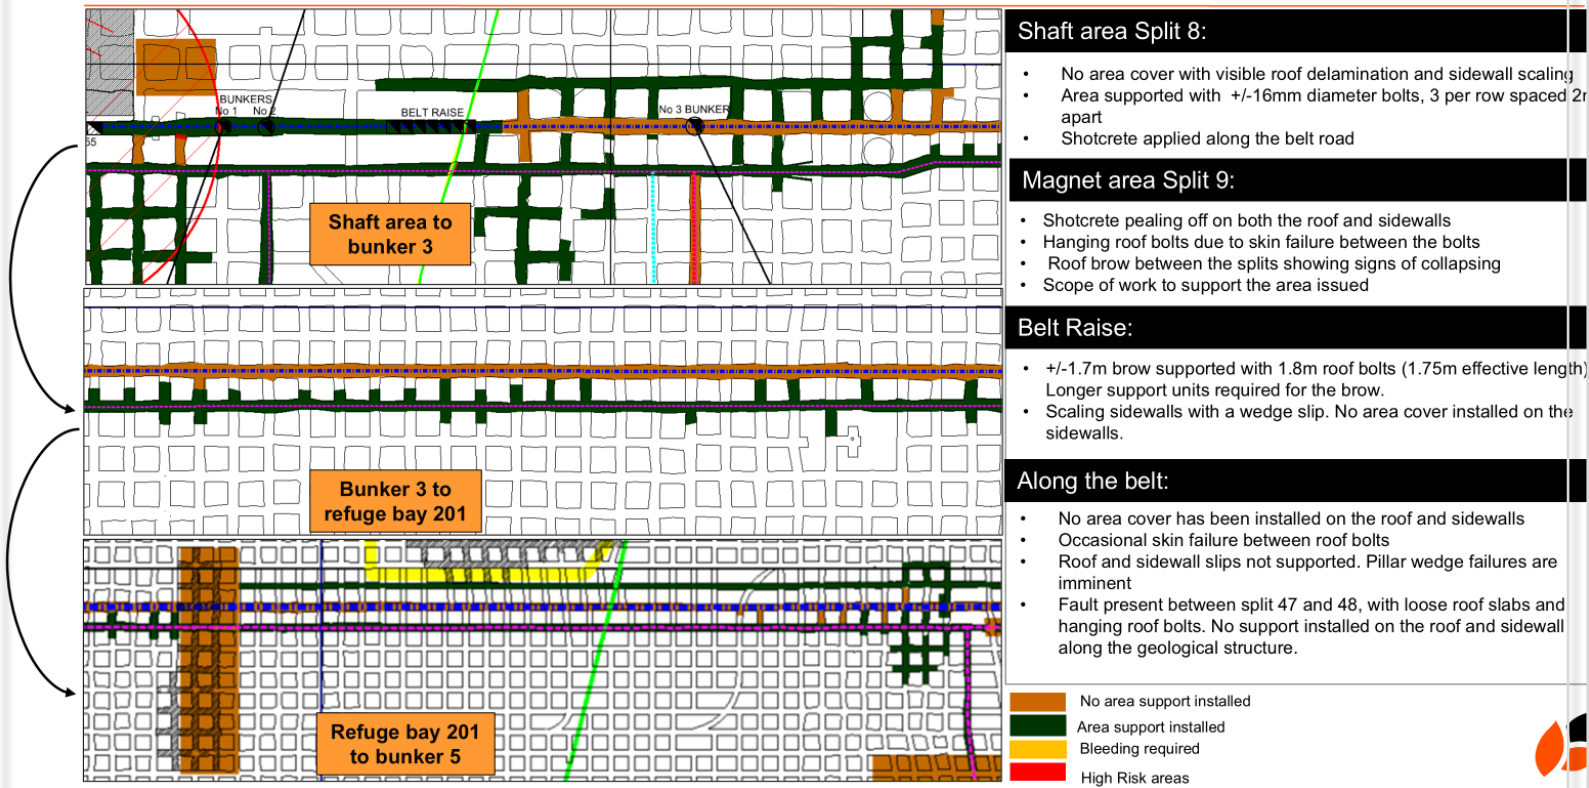 BUNKERS
No 1 No 2
BELT RAISE
No 3 BUNKER
55
Shaft area to
bunker 3
Bunker 3 to
refuge bay 201
Refuge bay 201
to bunker 5
Shaft area Split 8:
• No area cover with visible roof delamination and sidewall scaling
• Area supported with +/-16mm diameter bolts, 3 per row spaced
apart
• Shotcrete applied along the belt road
Magnet area Split 9:
• Shotcrete pealing off on both the roof and sidewalls
• Hanging roof bolts due to skin failure between the bolts
• Roof brow between the splits showing signs of collapsing
• Scope of work to support the area issued
Belt Raise:
• +/-1.7m brow supported with 1.8m roof bolts (1.75m effective length)
Longer support units required for the brow.
• Scaling sidewalls with a wedge slip. No area cover installed on the
sidewalls.
Along the belt:
• No area cover has been installed on the roof and sidewalls
• Occasional skin failure between roof bolts
• Roof and sidewall slips not supported. Pillar wedge failures are
imminent
• Fault present between split 47 and 48, with loose roof slabs and
hanging roof bolts. No support installed on the roof and sidewall
along the geological structure.
No area support installed
Area support installed
Bleeding required
High Risk areas